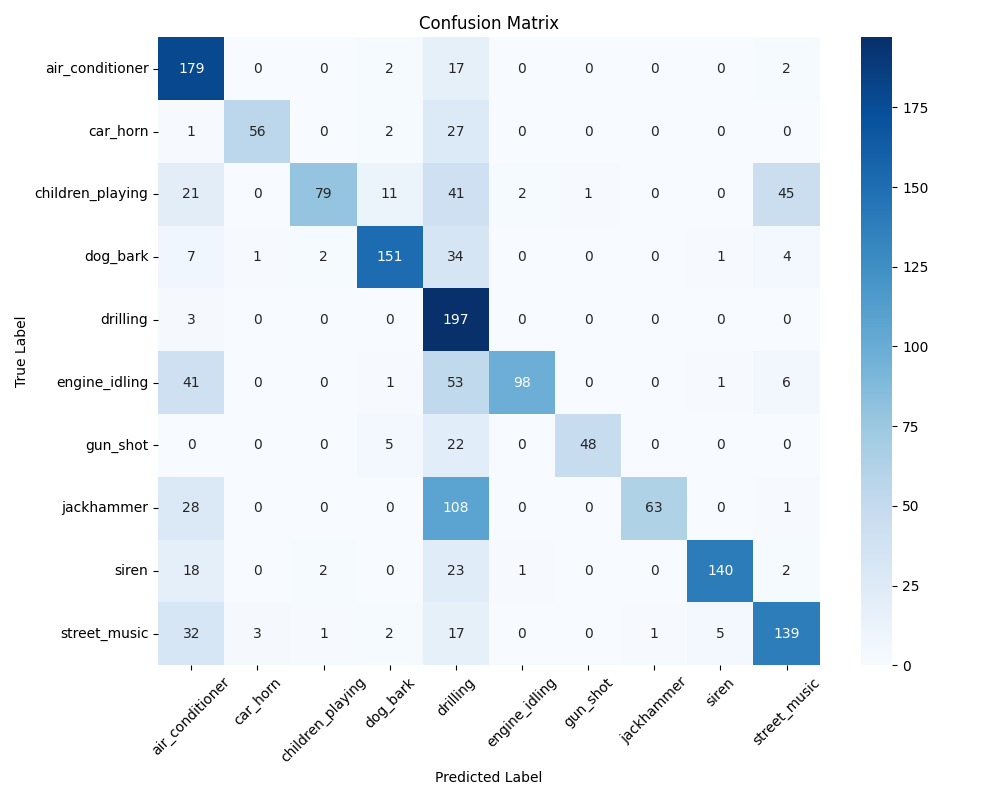 Confusion Matrix
air_conditioner 179 0 0 2 17 0 0 0 0 2
car_horn 1 56 0 2 27 0 0 0 0 0
children_playing 21 0 79 11 41 2 1 0 0 45
dog_bark 7 1 2 151 34 0 0 0 1 4
drilling 3 0 0 0 197 0 0 0 0 0
engine_idling 41 0 0 1 53 98 0 0 1 6
gun_shot 0 0 0 5 22 0 48 0 0 0
jackhammer 28 0 0 0 108 0 0 63 0 1
siren 18 0 2 0 23 1 0 0 140 2
street_music 32 3 1 2 17 0 0 1 5 139
air_conditioner car_horn children_playing dog_bark drilling engine_idling gun_shot jackhammer siren street_music
Predicted Label
True Label
175
150
125
100
75
50
25
0